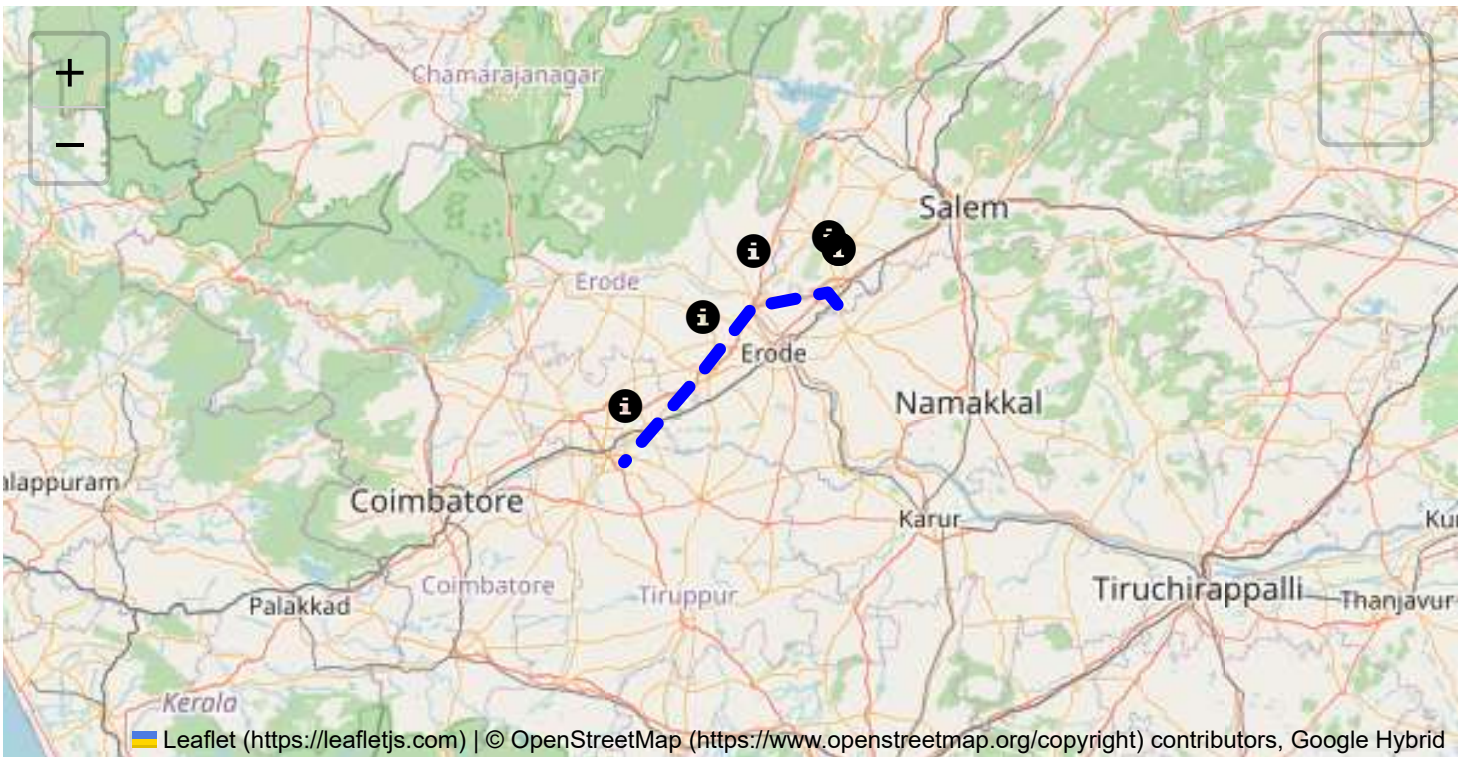 +
−
Chamarajanagar
Salem
Erode
Erode
Namakkal
alappuram
Coimbatore
Karur
Ku
Coimbatore
Tiruppur
Tiruchirappalli
Palakkad
Thanjavur
Kerala
Leaflet (https://leafletjs.com) | © OpenStreetMap (https://www.openstreetmap.org/copyright) contributors, Google Hybrid